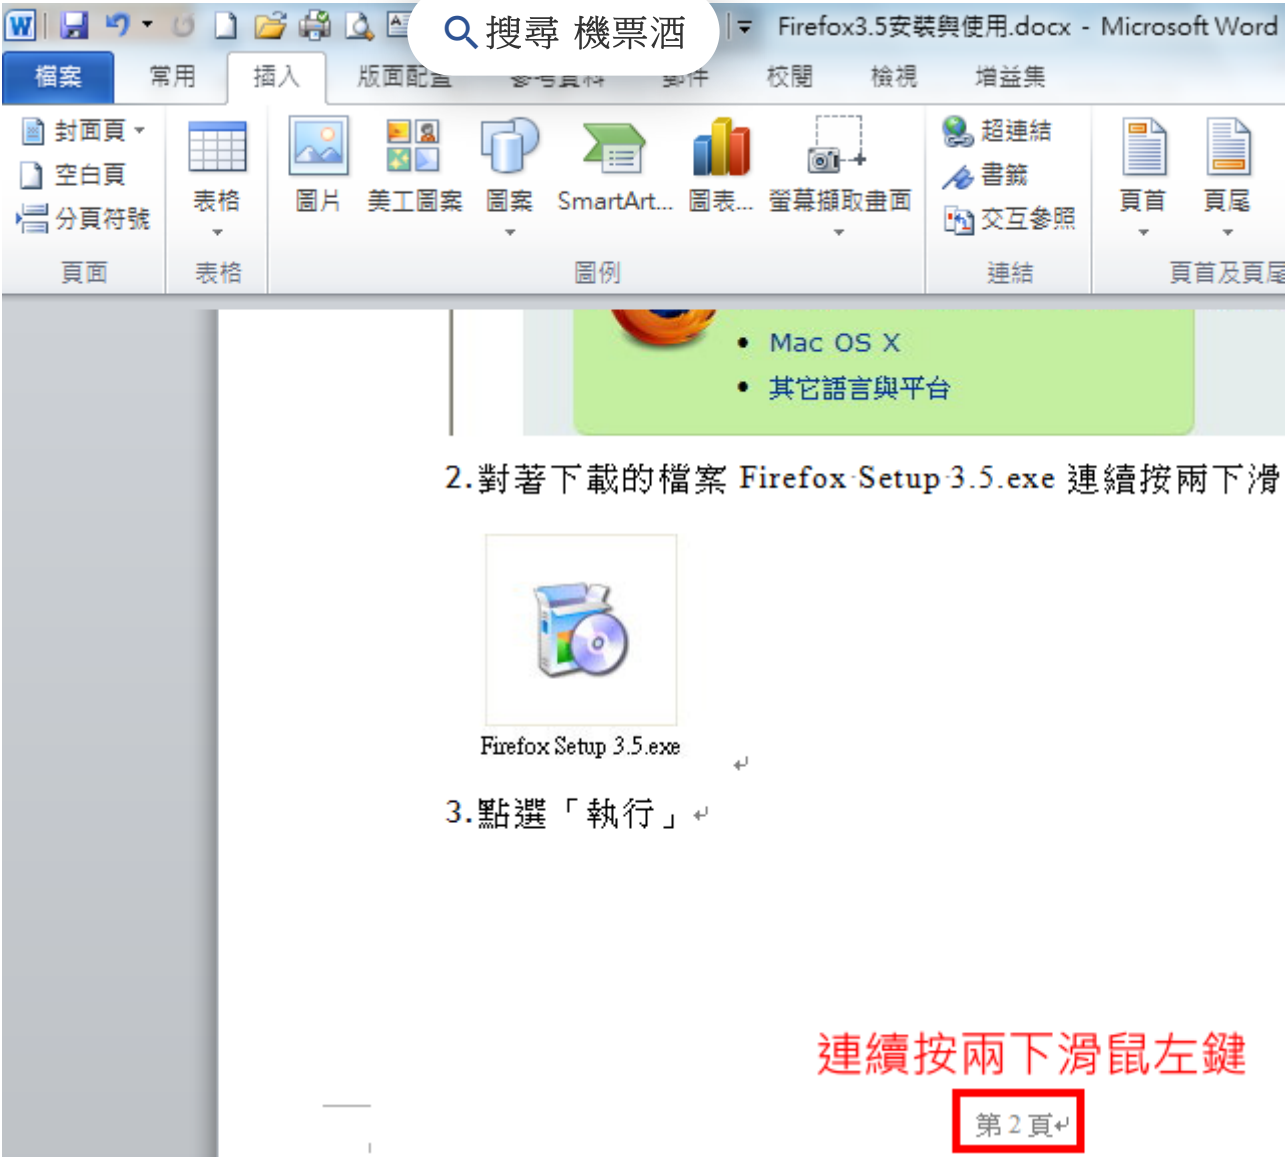 搜尋 機票酒
Firefox3.5安裝與使用.docx - Microsoft Word
檔案 常用 插入 版面配置 參考資料 郵件 校閱 檢視 增益集
封面頁
空白頁
分頁符號
頁面
表格
表格
圖片 美工圖案 圖案 SmartArt... 圖表... 螢幕擷取畫面
圖例
超連結
書籤
交互參照
連結
頁首 頁尾
頁首及頁尾
Mac OS X
其它語言與平台
2.對著下載的檔案 Firefox Setup 3.5.exe 連續按兩下滑
Firefox Setup 3.5.exe
3.點選「執行」
連續按兩下滑鼠左鍵
第 2 頁